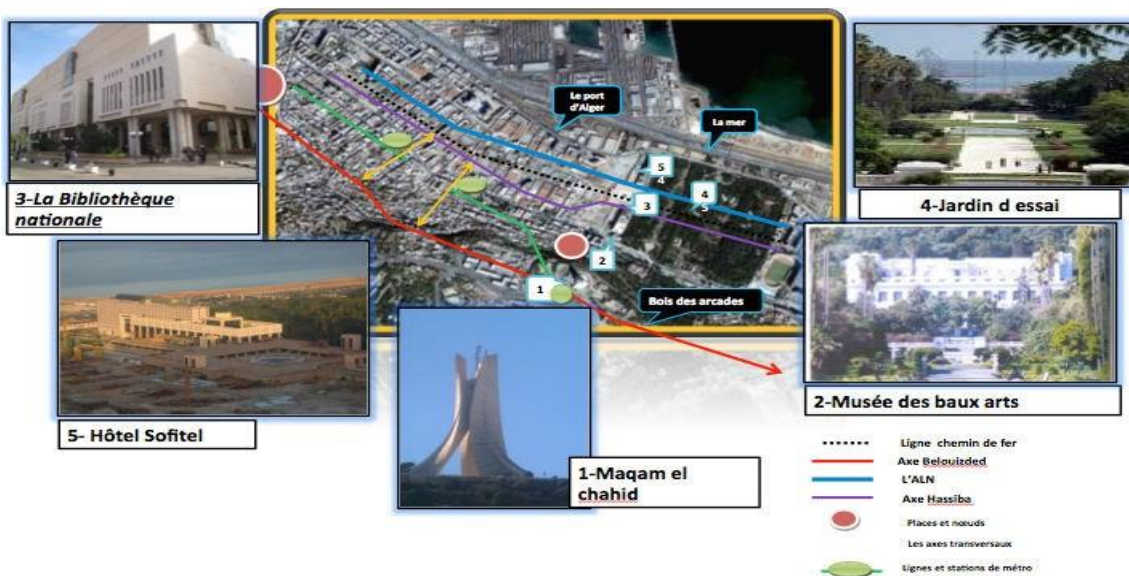 3-La Bibliothèque
nationale
Le port
d'Alger
La mer
5
4
4
5
3
2
1
Bois des arcades
4-Jardin d essai
5- Hôtel Sofitel
1-Maqam el
chahid
2-Musée des baux arts
Ligne chemin de fer
Axe Belouizded
L'ALN
Axe Hassiba
Places et nœuds
Les axes transversaux
Lignes et stations de métro